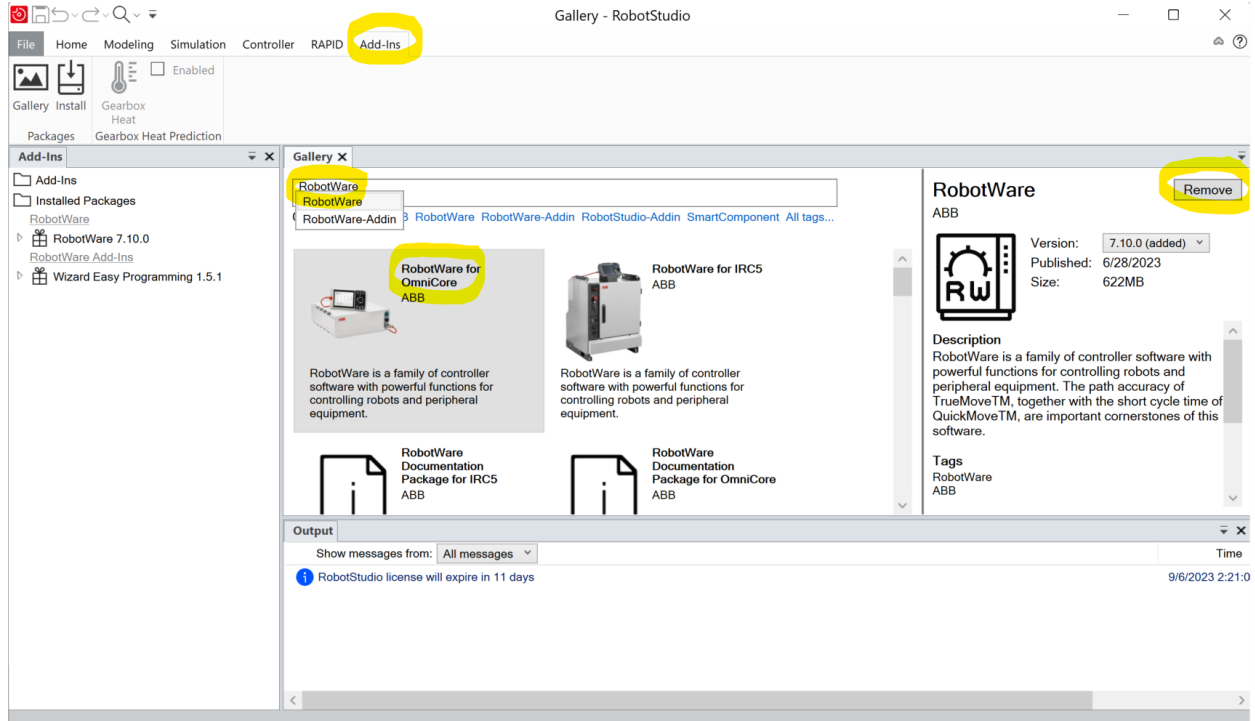 Gallery - RobotStudio
File Home Modeling Simulation Controller RAPID Add-Ins
Enabled
Gallery Install Gearbox
Heat
Packages Gearbox Heat Prediction
Add-Ins
Add-Ins
Installed Packages
RobotWare
RobotWare 7.10.0
RobotWare Add-Ins
Wizard Easy Programming 1.5.1
Gallery
RobotWare
RobotWare
RobotWare-Addin
RobotWare RobotWare-Addin RobotStudio-Addin SmartComponent All tags...
RobotWare for
OmniCore
ABB
RobotWare is a family of controller
software with powerful functions for
controlling robots and peripheral
equipment.
RobotWare for IRC5
ABB
RobotWare is a family of controller
software with powerful functions for
controlling robots and peripheral
equipment.
RobotWare
Documentation
Package for IRC5
ABB
RobotWare
Documentation
Package for OmniCore
ABB
RobotWare
Remove
ABB
RW
Version: 7.10.0 (added)
Published: 6/28/2023
Size: 622MB
Description
RobotWare is a family of controller software with
powerful functions for controlling robots and
peripheral equipment. The path accuracy of
TrueMoveTM, together with the short cycle time of
QuickMoveTM, are important cornerstones of this
software.
Tags
RobotWare
ABB
Output
Show messages from: All messages
Time
RobotStudio license will expire in 11 days 9/6/2023 2:21:0